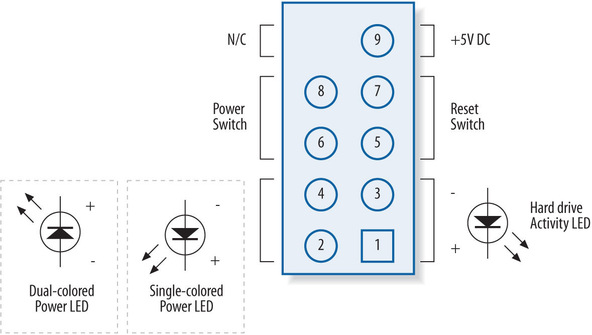 N/C
9
+5V DC
8
7
Power
Switch
Reset
Switch
6
5
4
3
2
1
+
-
Dual-colored
Power LED
-
+
Single-colored
Power LED
-
+
Hard drive
Activity LED